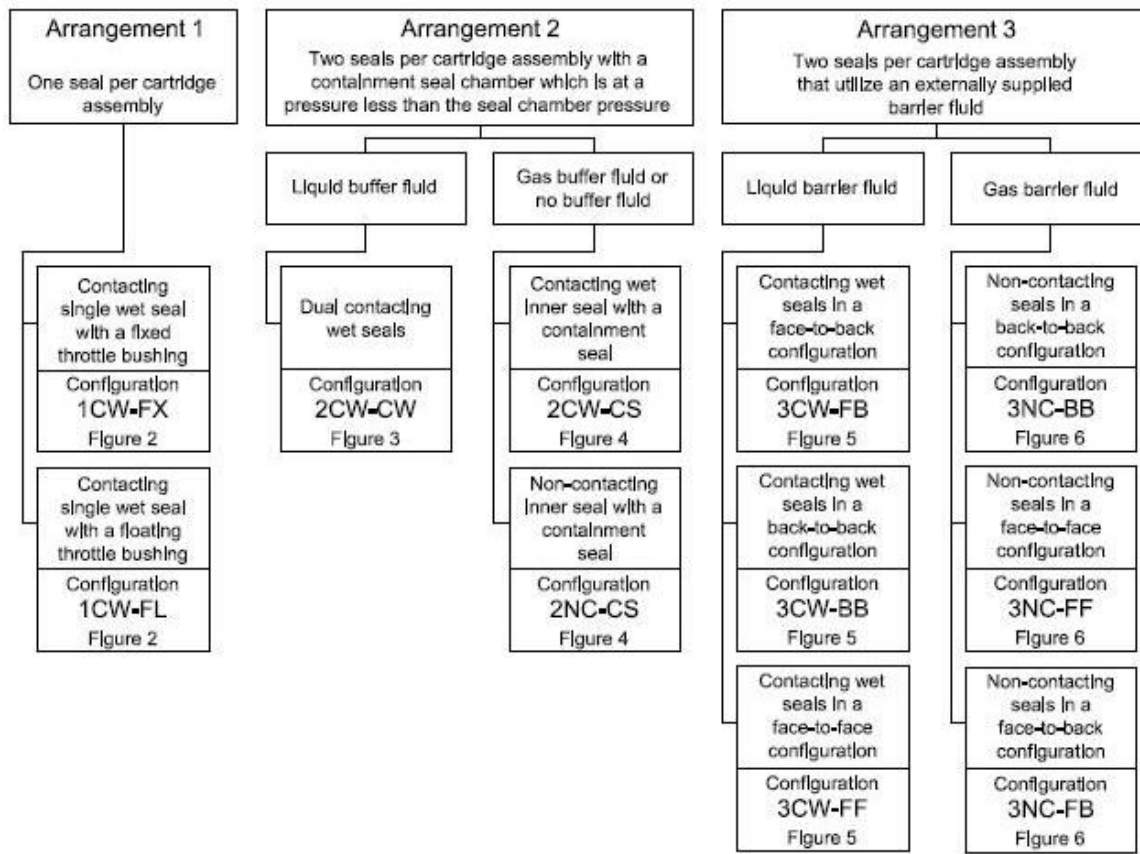 Arrangement 1
One seal per cartridge
assembly
Contacting
single wet seal
with a fixed
throttle bushing
Configuration
1CW-FX
Figure 2
Contacting
single wet seal
with a floating
throttle bushing
Configuration
1CW-FL
Figure 2
Arrangement 2
Two seals per cartridge assembly with a
containment seal chamber which is at a
pressure less than the seal chamber pressure
Liquid buffer fluid
Dual contacting
wet seals
Configuration
2CW-CW
Figure 3
Gas buffer fluid or
no buffer fluid
Contacting wet
inner seal with a
containment
seal
Configuration
2CW-CS
Figure 4
Non-contacting
inner seal with a
containment
seal
Configuration
2NC-CS
Figure 4
Arrangement 3
Two seals per cartridge assembly
that utilize an externally supplied
barrier fluid
Liquid barrier fluid
Contacting wet
seals in a
face-to-back
configuration
Configuration
3CW-FB
Figure 5
Contacting wet
seals in a
back-to-back
configuration
Configuration
3CW-BB
Figure 5
Contacting wet
seals in a
face-to-face
configuration
Configuration
3CW-FF
Figure 5
Gas barrier fluid
Non-contacting
seals in a
back-to-back
configuration
Configuration
3NC-BB
Figure 6
Non-contacting
seals in a
face-to-face
configuration
Configuration
3NC-FF
Figure 6
Non-contacting
seals in a
face-to-back
configuration
Configuration
3NC-FB
Figure 6